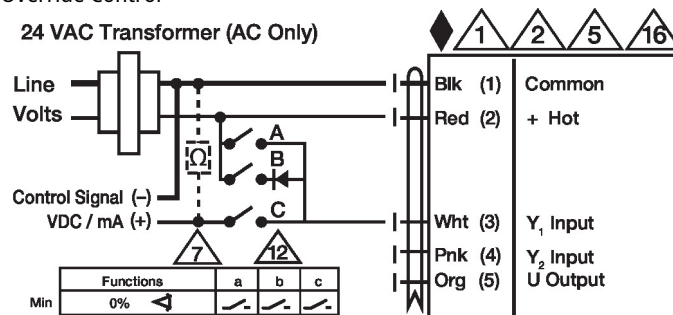 Override Control
24 VAC Transformer (AC Only)
1 2 5 16
Line
Volts
Blk (1) Common
Red (2) + Hot
A
B
Ω
C
Control Signal (–)
VDC / mA (+)
Wht (3) Y1 Input
7 12
Pnk (4) Y2 Input
Org (5) U Output
Functions a b c
Min 0%